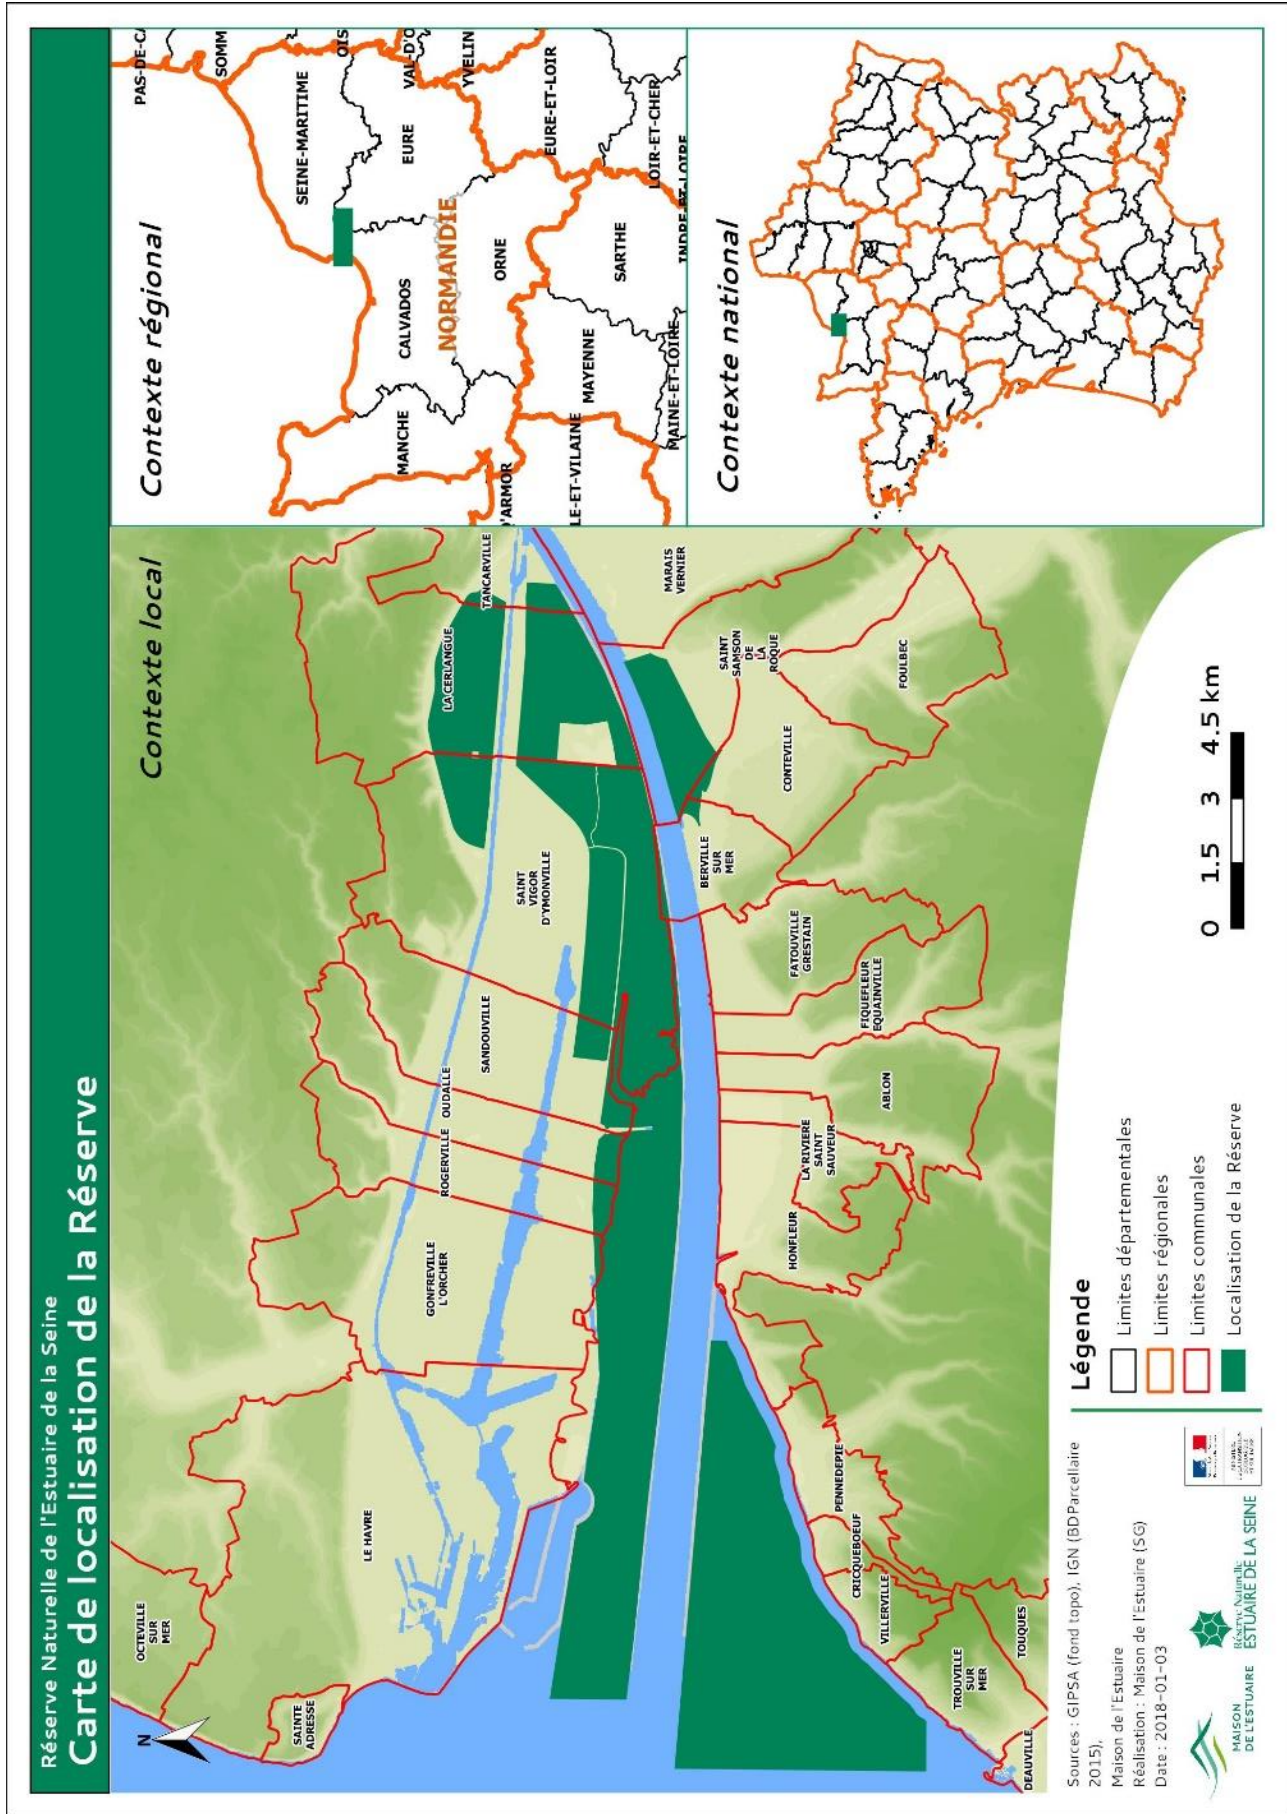 Réserve Naturelle de l'Estuaire de la Seine
Carte de localisation de la Réserve
Contexte local
N
OCTEVILLE
SUR
MER
SAINTE
ADRESSE
LE HAVRE
GONFREVILLE
L'ORCHER
ROGERVILLE
OUDALLE
SANDOUVILLE
SAINT
VIGOR
D'YMONVILLE
LA CERLANGUE
TANCARVILLE
MARAIS
VERNIER
SAINT
SAMSON
DE
LA
ROQUE
FOULBEC
CONTEVILLE
BERVILLE
SUR
MER
FATOUVILLE
GRESTAIN
FIQUEFLEUR
EQUAINVILLE
ABLON
LA RIVIERE
SAINT
SAUVEUR
HONFLEUR
PENNEDEPIE
CRICQUEBOEUF
VILLERVILLE
TROUVILLE
SUR
MER
TOUQUES
DEAUVILLE
Contexte régional
PAS-DE-CA
SOMM
SEINE-MARITIME
OIS
VAL-D'O
EURE
YVELIN
CALVADOS
NORMANDIE
MANCHE
ORNE
EURE-ET-LOIR
D'ARMOR
LE-ET-VILAINE
MAYENNE
SARTHE
LOIR-ET-CHER
MAINE-ET-LOIRE
INDRE-ET-LOIRE
Contexte national
Sources : GIPSA (fond topo), IGN (BDParcellaire
2015),
Maison de l'Estuaire
Réalisation : Maison de l'Estuaire (SG)
Date : 2018-01-03
MAISON
DE L'ESTUAIRE
Réserve Naturelle
ESTUAIRE DE LA SEINE
Légende
Limites départementales
Limites régionales
Limites communales
Localisation de la Réserve
0 1.5 3 4.5 km